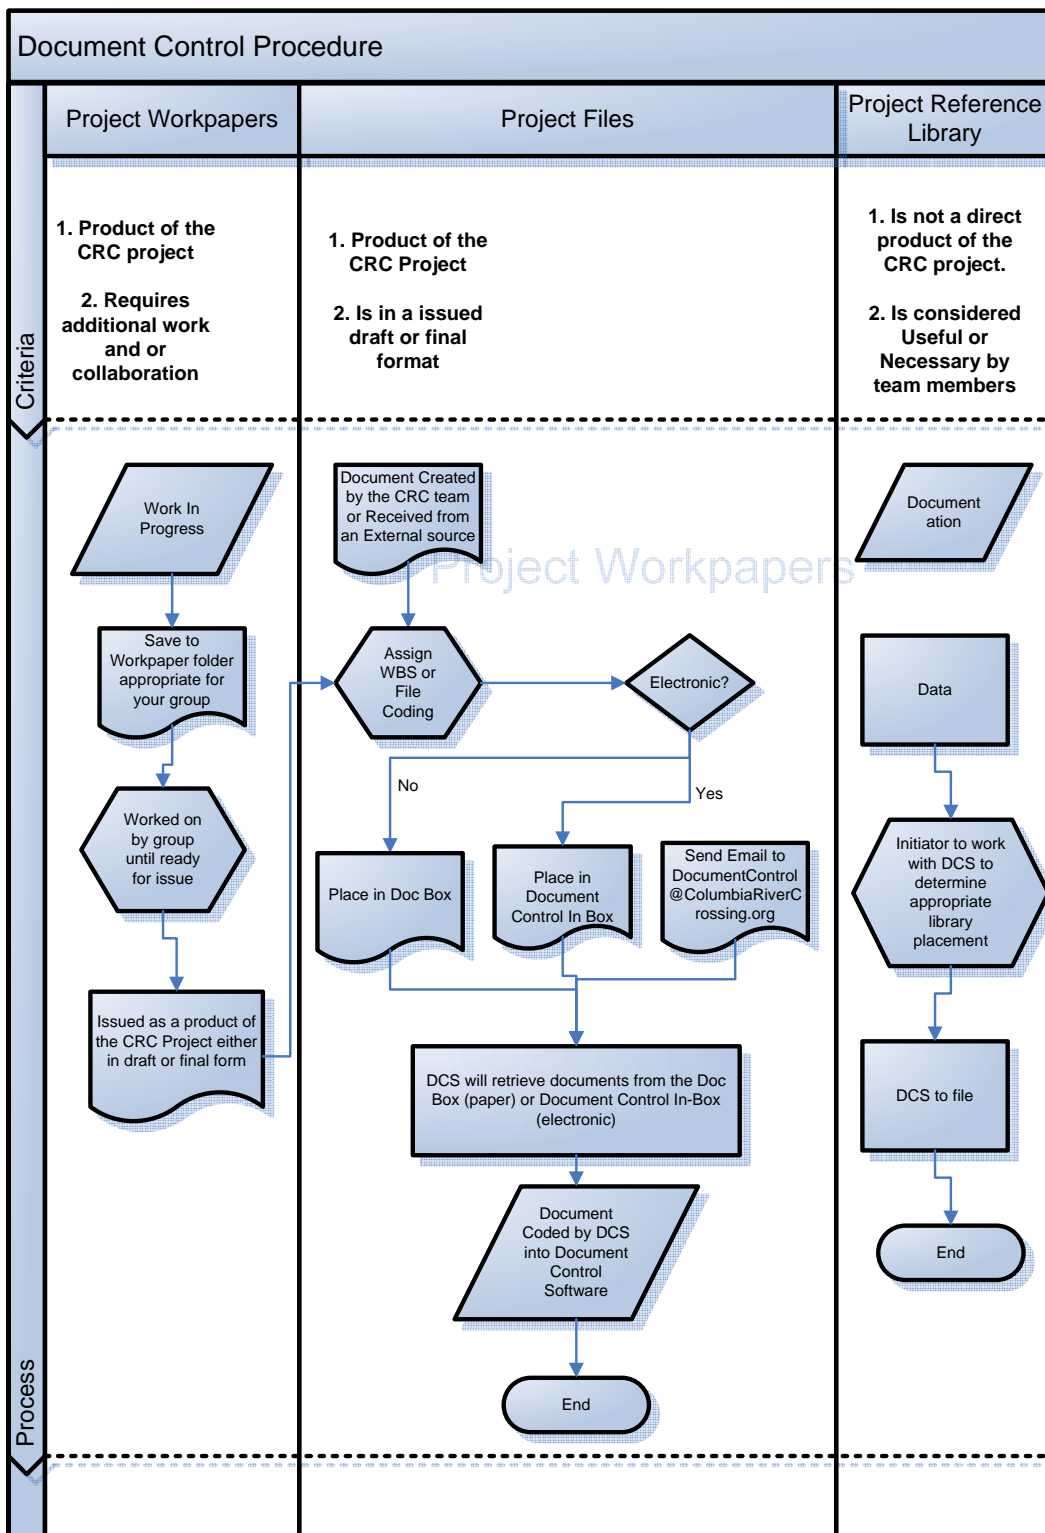 Document Control Procedure
Project Workpapers
Project Files
Project Reference
Library
Criteria
1. Product of the
CRC project
2. Requires
additional work
and or
collaboration
1. Product of the
CRC Project
2. Is in a issued
draft or final
format
1. Is not a direct
product of the
CRC project.
2. Is considered
Useful or
Necessary by
team members
Process
Work In
Progress
Save to
Workpaper folder
appropriate for
your group
Worked on
by group
until ready
for issue
Issued as a product of
the CRC Project either
in draft or final form
Document Created
by the CRC team
or Received from
an External source
Project Workpapers
Assign
WBS or
File
Coding
Electronic?
No
Yes
Place in Doc Box
Place in
Document
Control In Box
Send Email to
DocumentControl
@ColumbiaRiverC
rossing.org
DCS will retrieve documents from the Doc
Box (paper) or Document Control In-Box
(electronic)
Document
Coded by DCS
into Document
Control
Software
End
Document
ation
Data
Initiator to work
with DCS to
determine
appropriate
library
placement
DCS to file
End